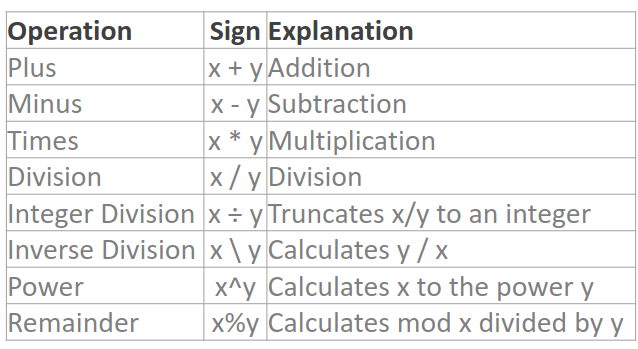 Operation Sign Explanation
Plus x + y Addition
Minus x - y Subtraction
Times x * y Multiplication
Division x / y Division
Integer Division x ÷ y Truncates x/y to an integer
Inverse Division x \ y Calculates y / x
Power x^y Calculates x to the power y
Remainder x%y Calculates mod x divided by y